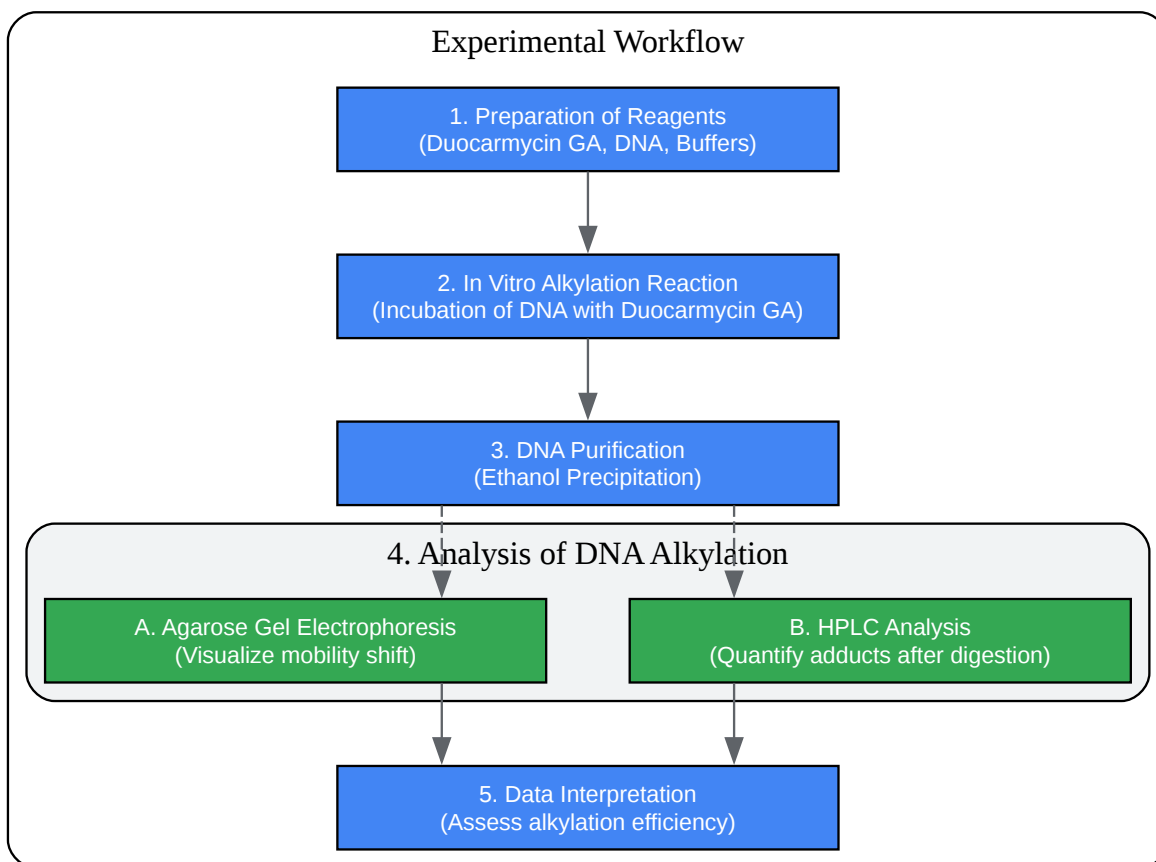 Experimental Workflow
1. Preparation of Reagents
(Duocarmycin GA, DNA, Buffers)
2. In Vitro Alkylation Reaction
(Incubation of DNA with Duocarmycin GA)
3. DNA Purification
(Ethanol Precipitation)
4. Analysis of DNA Alkylation
A. Agarose Gel Electrophoresis
(Visualize mobility shift)
B. HPLC Analysis
(Quantify adducts after digestion)
5. Data Interpretation
(Assess alkylation efficiency)